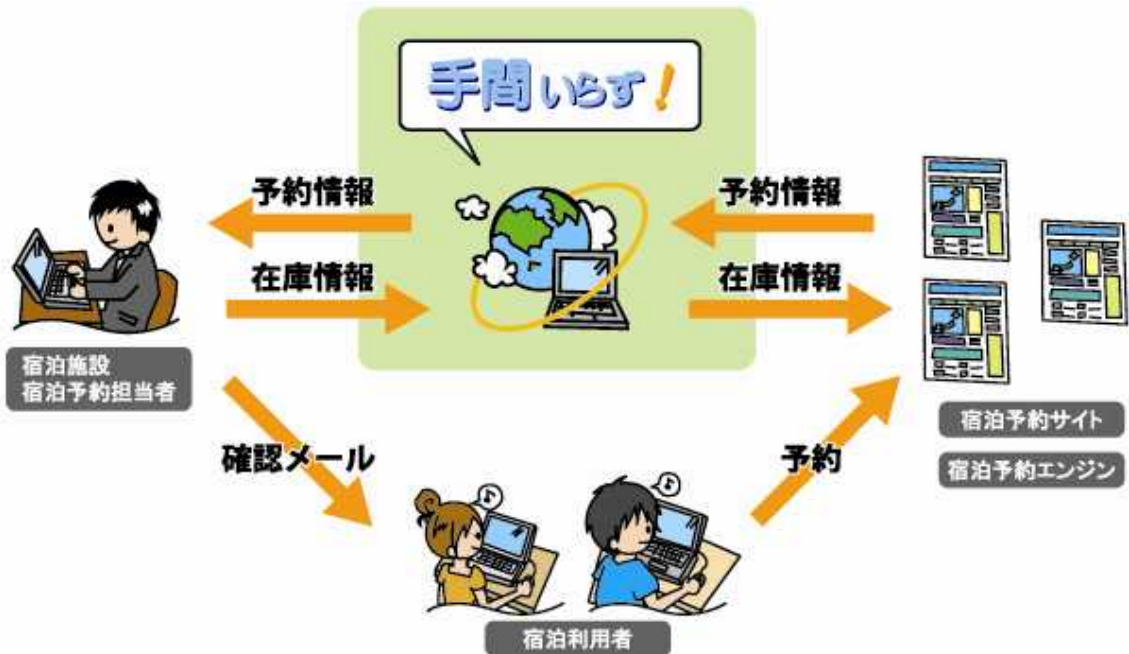 手間いらず!
予約情報
予約情報
在庫情報
在庫情報
宿泊施設
宿泊予約担当者
宿泊予約サイト
宿泊予約エンジン
確認メール
予約
宿泊利用者